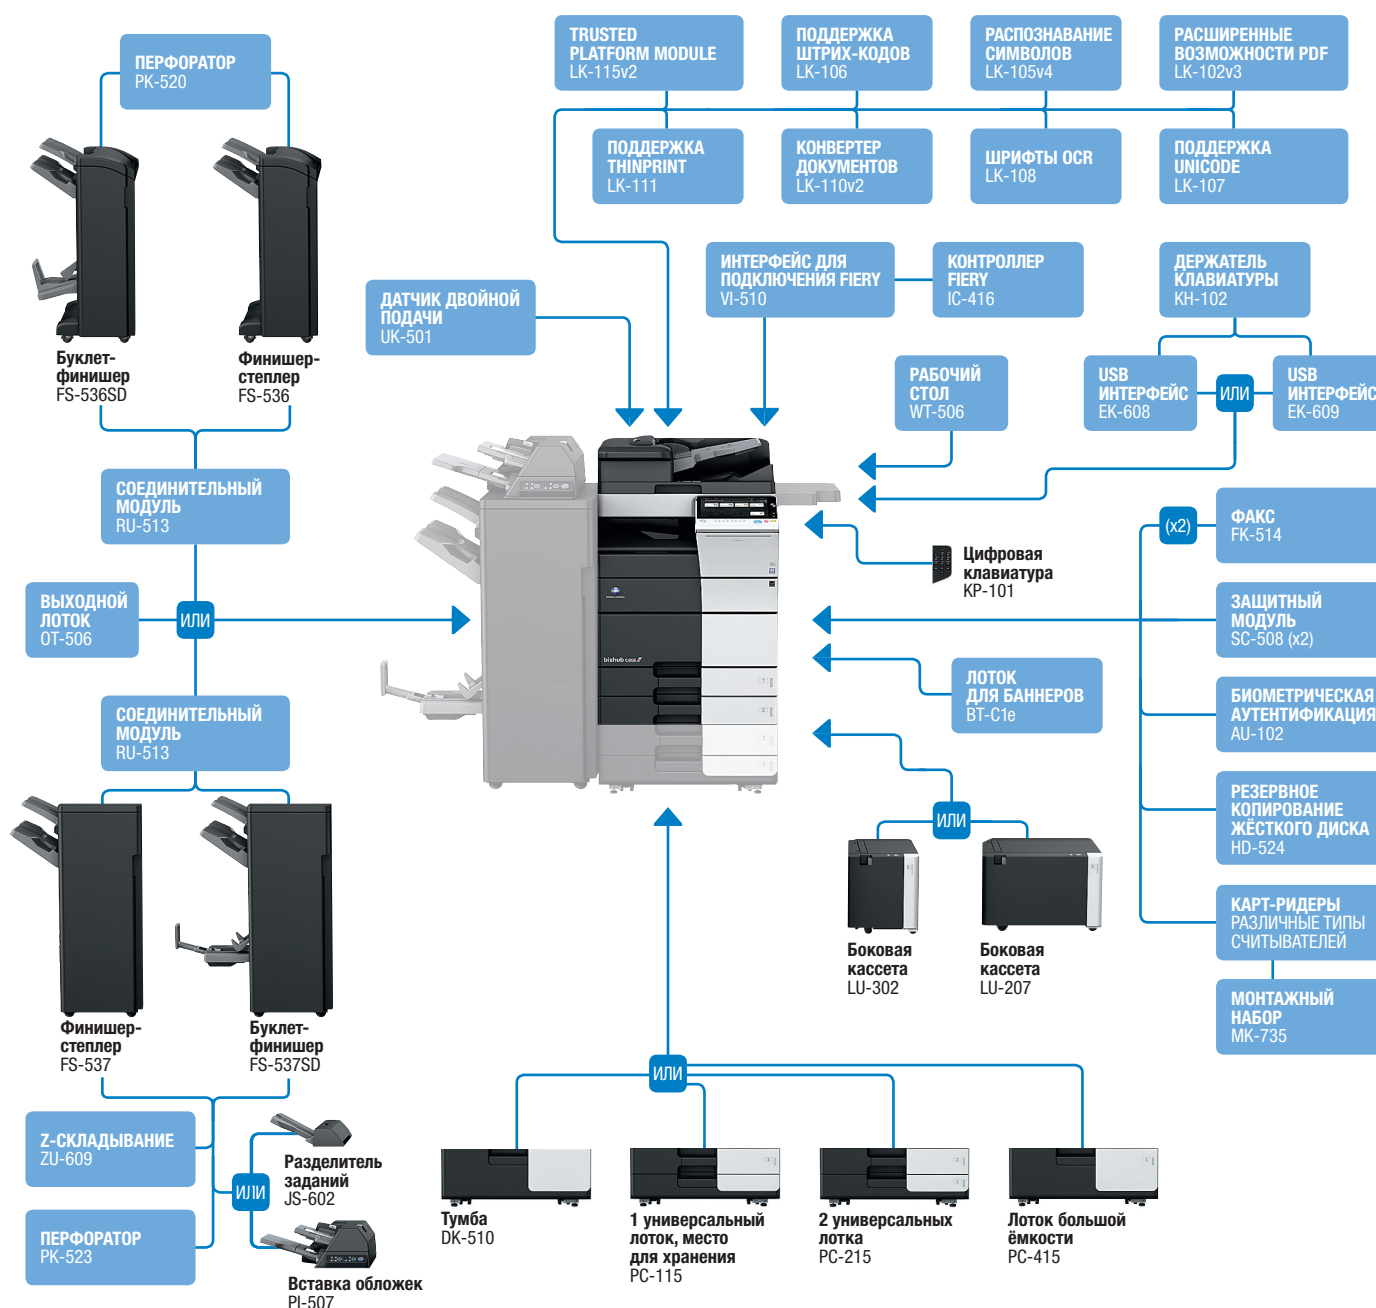 ПЕРФОРАТОР
PK-520
TRUSTED
PLATFORM MODULE
LK-115v2
ПОДДЕРЖКА
ШТРИХ-КОДОВ
LK-106
РАСПОЗНАВАНИЕ
СИМВОЛОВ
LK-105v4
РАСШИРЕННЫЕ
ВОЗМОЖНОСТИ PDF
LK-102v3
ПОДДЕРЖКА
THINPRINT
LK-111
КОНВЕРТЕР
ДОКУМЕНТОВ
LK-110v2
ШРИФТЫ OCR
LK-108
ПОДДЕРЖКА
UNICODE
LK-107
ДАТЧИК ДВОЙНОЙ
ПОДАЧИ
UK-501
ИНТЕРФЕЙС ДЛЯ
ПОДКЛЮЧЕНИЯ FIERY
VI-510
КОНТРОЛЛЕР
FIERY
IC-416
ДЕРЖАТЕЛЬ
КЛАВИАТУРЫ
KH-102
Буклет-
финишер
FS-536SD
Финишер-
степлер
FS-536
РАБОЧИЙ
СТОЛ
WT-506
USB
ИНТЕРФЕЙС
EK-608
ИЛИ
USB
ИНТЕРФЕЙС
EK-609
СОЕДИНИТЕЛЬНЫЙ
МОДУЛЬ
RU-513
(x2)
ФАКС
FK-514
Цифровая
клавиатура
KP-101
ВЫХОДНОЙ
ЛОТОК
OT-506
ИЛИ
ЗАЩИТНЫЙ
МОДУЛЬ
SC-508 (x2)
bizhub C658
1
2
ЛОТОК
ДЛЯ БАННЕРОВ
BT-C1e
БИОМЕТРИЧЕСКАЯ
АУТЕНТИФИКАЦИЯ
AU-102
СОЕДИНИТЕЛЬНЫЙ
МОДУЛЬ
RU-513
РЕЗЕРВНОЕ
КОПИРОВАНИЕ
ЖЁСТКОГО ДИСКА
HD-524
ИЛИ
КАРТ-РИДЕРЫ
РАЗЛИЧНЫЕ ТИПЫ
СЧИТЫВАТЕЛЕЙ
Боковая
кассета
LU-302
Боковая
кассета
LU-207
МОНТАЖНЫЙ
НАБОР
MK-735
Финишер-
степлер
FS-537
Буклет-
финишер
FS-537SD
ИЛИ
Z-СКЛАДЫВАНИЕ
ZU-609
Разделитель
заданий
JS-602
ИЛИ
ПЕРФОРАТОР
PK-523
Вставка обложек
PI-507
Тумба
DK-510
1 универсальный
лоток, место
для хранения
PC-115
2 универсальных
лотка
PC-215
Лоток большой
ёмкости
PC-415